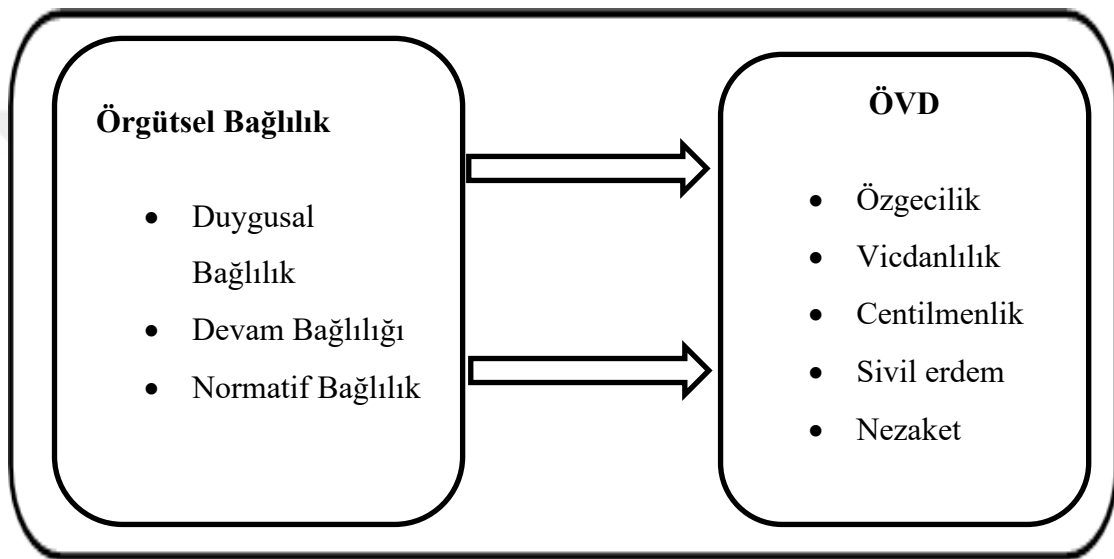 Örgütsel Bağlılık
• Duygusal
Bağlılık
• Devam Bağlılığı
• Normatif Bağlılık
ÖVD
• Özgecilik
• Vicdanlılık
• Centilmenlik
• Sivil erdem
• Nezaket